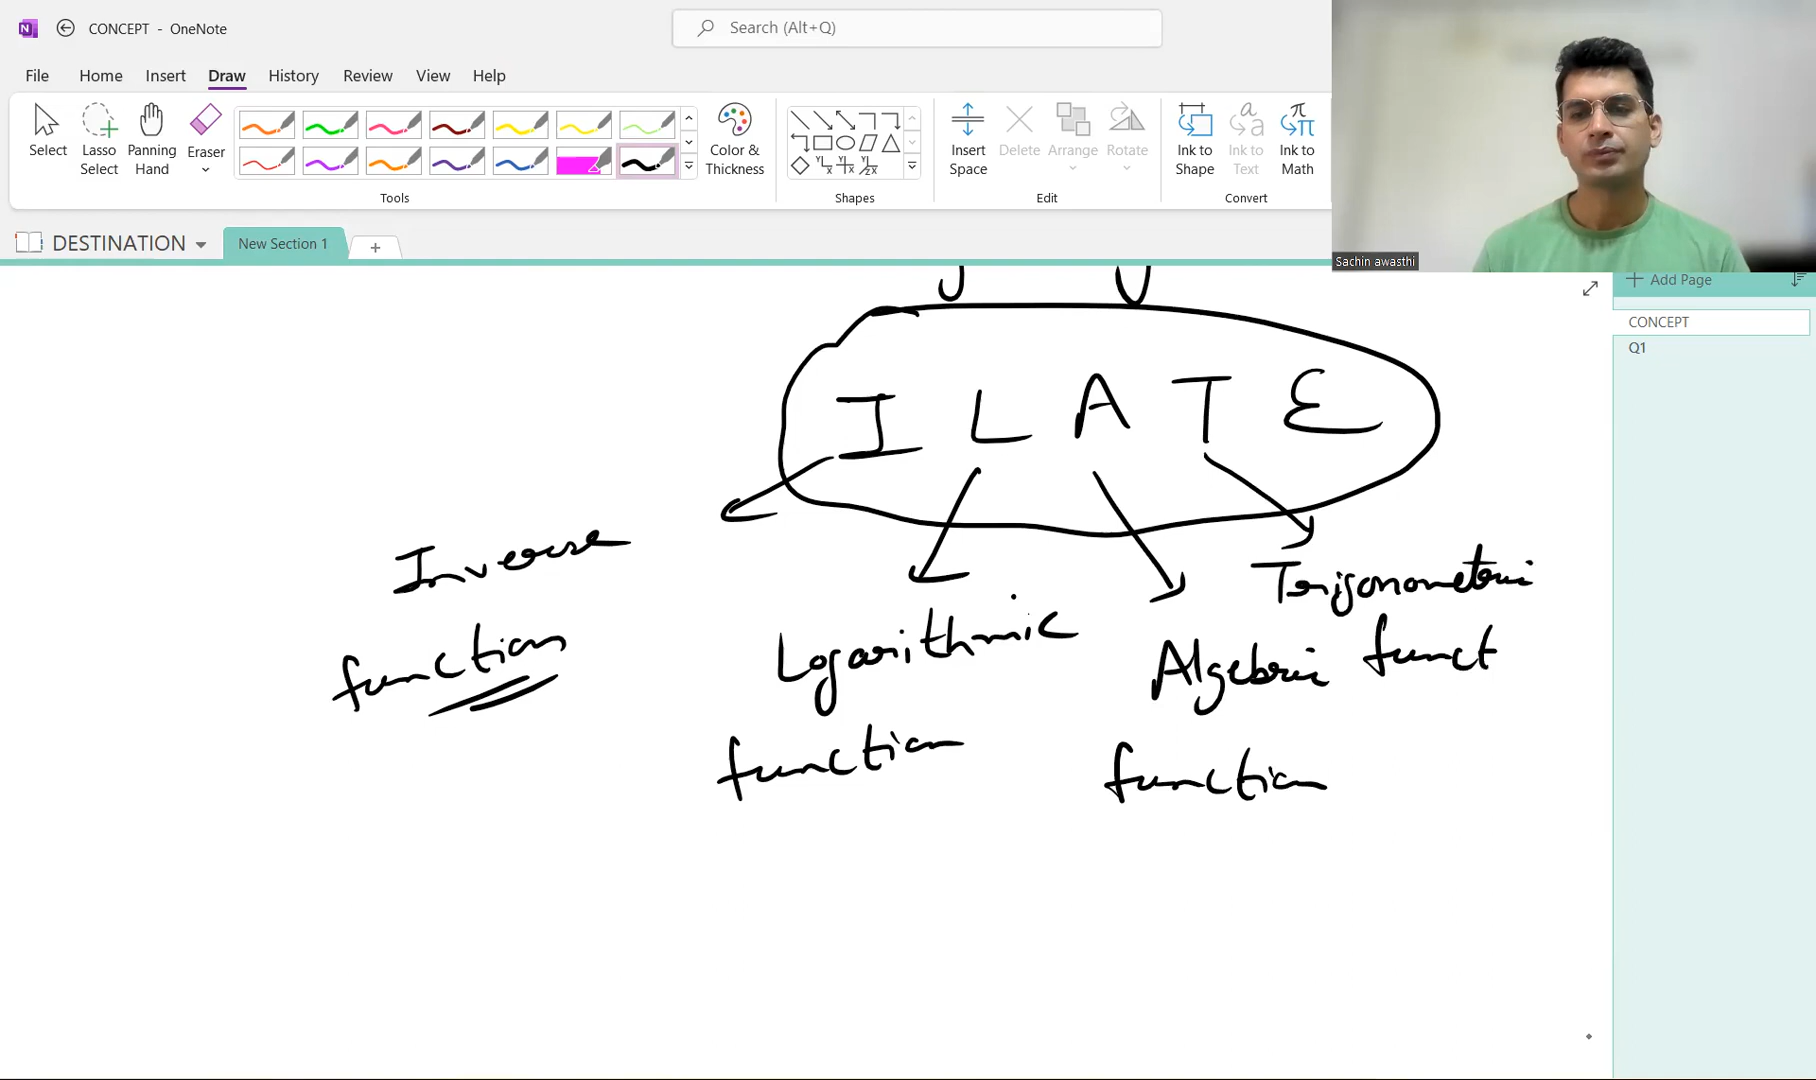 CONCEPT - OneNote
Search (Alt+Q)
File Home Insert Draw History Review View Help
Select
Lasso Select
Panning Hand
Eraser
Color & Thickness
Insert Space
Delete
Arrange
Rotate
Ink to Shape
Ink to Text
Ink to Math
Tools
Shapes
Edit
Convert
Sachin awasthi
DESTINATION
New Section 1
Add Page
CONCEPT
Q1
I L A T E
Inverse
function
Logarithmic
function
Algebric
function
Trigonometric
funct